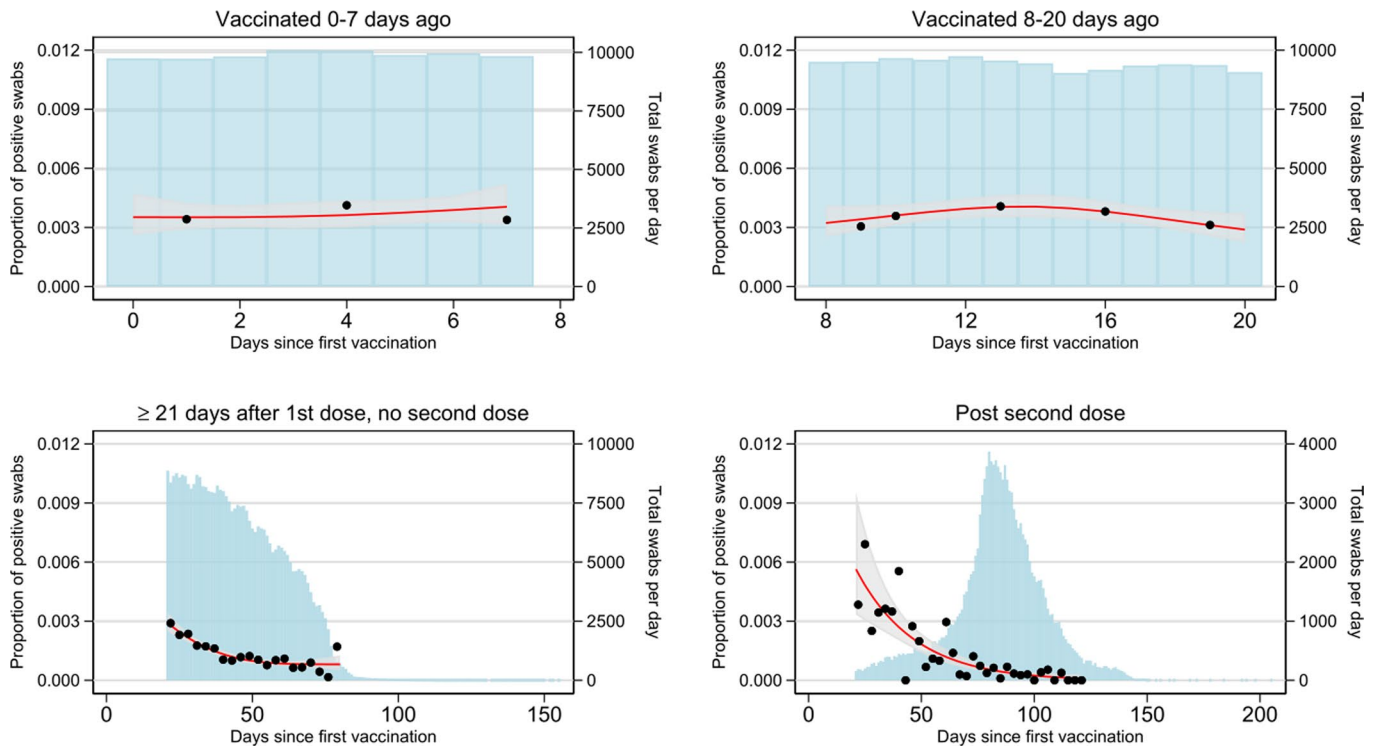 Vaccinated 0-7 days ago
Proportion of positive swabs
0.012
0.009
0.006
0.003
0.000
10000
7500
5000
2500
0
Total swabs per day
0 2 4 6 8
Days since first vaccination
Vaccinated 8-20 days ago
Proportion of positive swabs
0.012
0.009
0.006
0.003
0.000
10000
7500
5000
2500
0
Total swabs per day
8 12 16 20
Days since first vaccination
≥ 21 days after 1st dose, no second dose
Proportion of positive swabs
0.012
0.009
0.006
0.003
0.000
10000
7500
5000
2500
0
Total swabs per day
0 50 100 150
Days since first vaccination
Post second dose
Proportion of positive swabs
0.012
0.009
0.006
0.003
0.000
4000
3000
2000
1000
0
Total swabs per day
0 50 100 150 200
Days since first vaccination